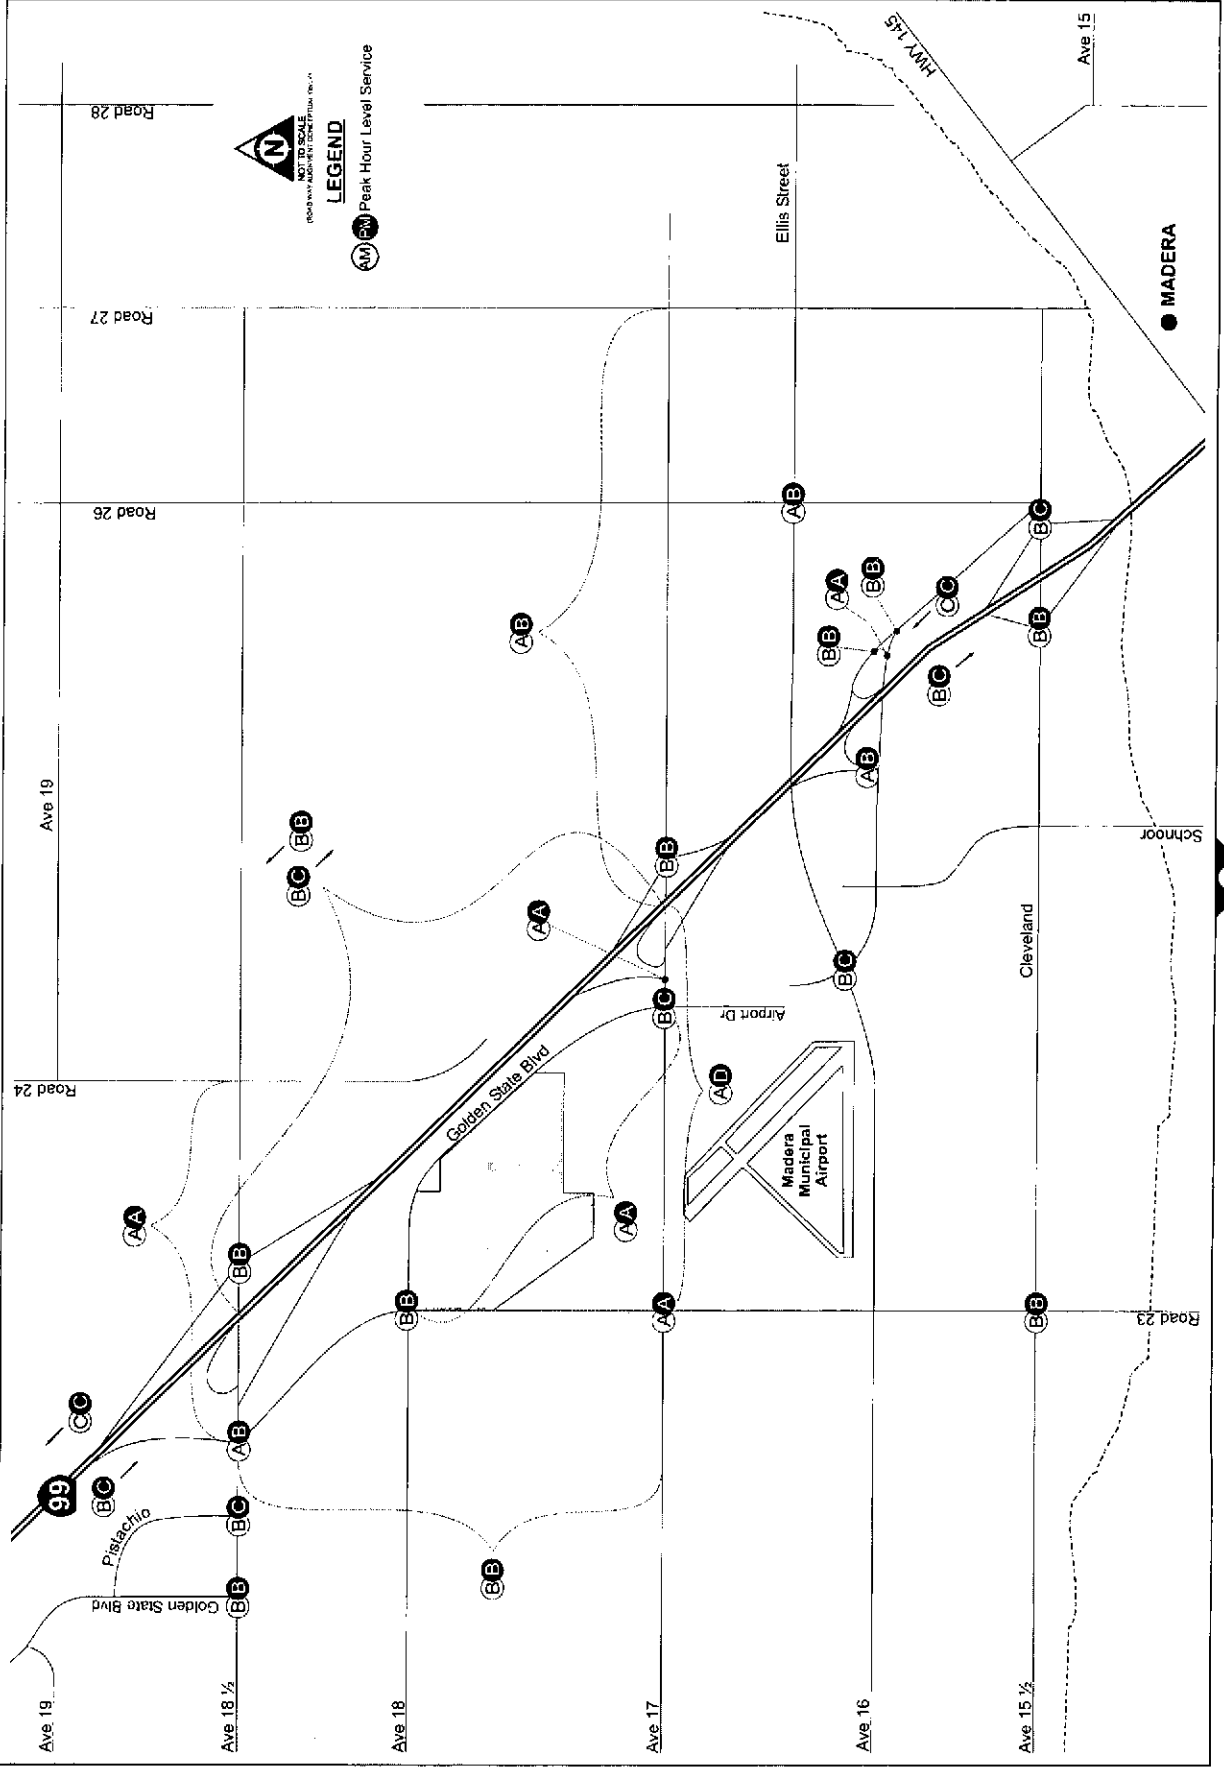 Road 28
Road 27
Road 26
Road 24
Road 23
Ave 19
Ave 19
Ave 18 ½
Ave 18
Ave 17
Ave 16
Ave 15 ½
Ave 15
HWY 145
Ellis Street
Cleveland
Schnoor
Airport Dr
Golden State Blvd
Golden State Blvd
Pistachio
99
Madera
Municipal
Airport
MADERA
N
NOT TO SCALE
LEGEND
AM PM Peak Hour Level Service
C C
B C
B B
B C
A B
B B
A A
B B
B C
B B
B B
A A
A A
A D
B C
A A
B B
A B
A B
B C
A B
B B
A A
B B
C C
B C
B C
B B
B B